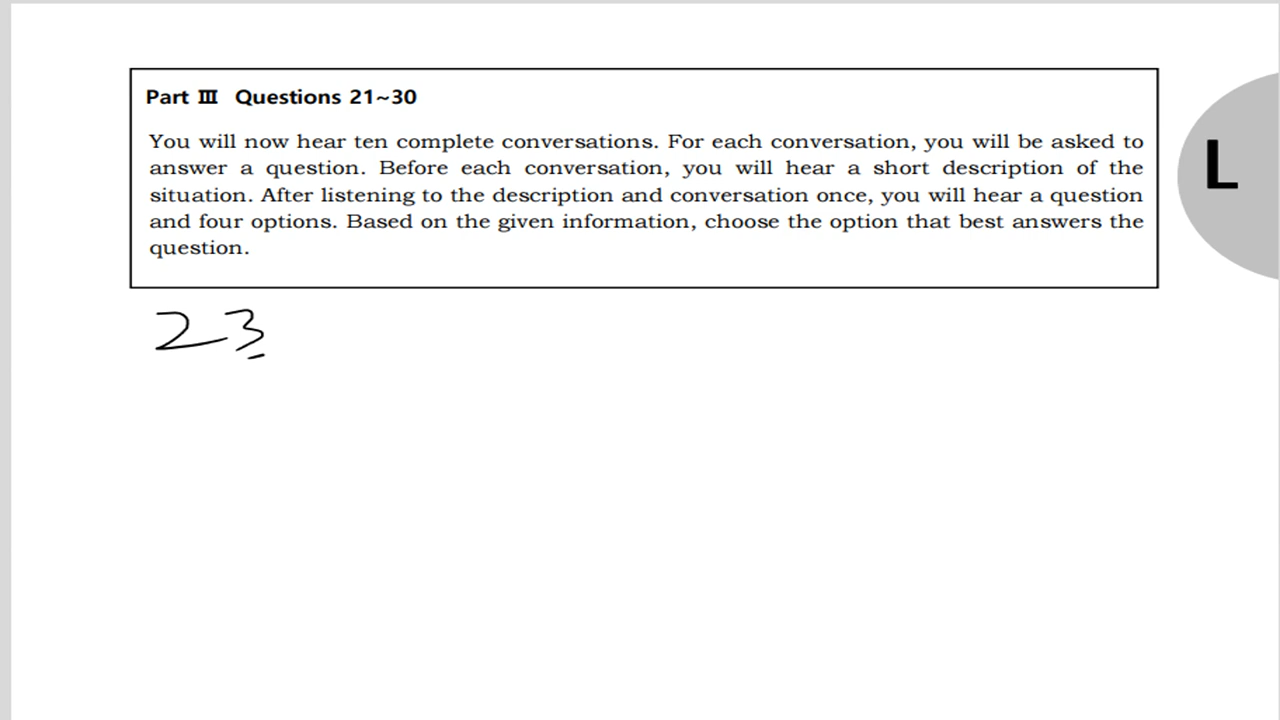 Part Ⅲ Questions 21~30
You will now hear ten complete conversations. For each conversation, you will be asked to
answer a question. Before each conversation, you will hear a short description of the
situation. After listening to the description and conversation once, you will hear a question
and four options. Based on the given information, choose the option that best answers the
question.
L
23